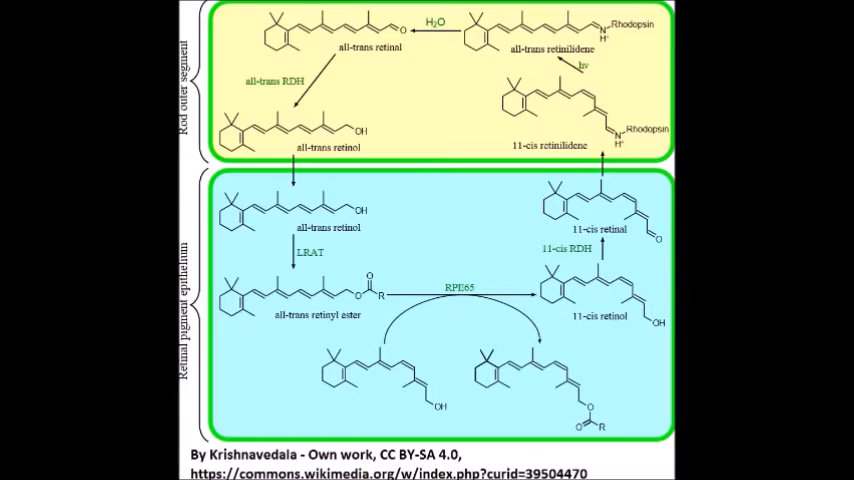 Rod outer segment
all-trans retinal
O
H₂O
all-trans retinilidene
N
H⁺
Rhodopsin
all-trans RDH
hν
OH
all-trans retinol
11-cis retinilidene
N
H⁺
Rhodopsin
Retinal pigment epithelium
OH
all-trans retinol
11-cis retinal
O
LRAT
11-cis RDH
O
O
R
all-trans retinyl ester
RPE65
11-cis retinol
OH
OH
O
O
R
By Krishnavedala - Own work, CC BY-SA 4.0,
https://commons.wikimedia.org/w/index.php?curid=39504470